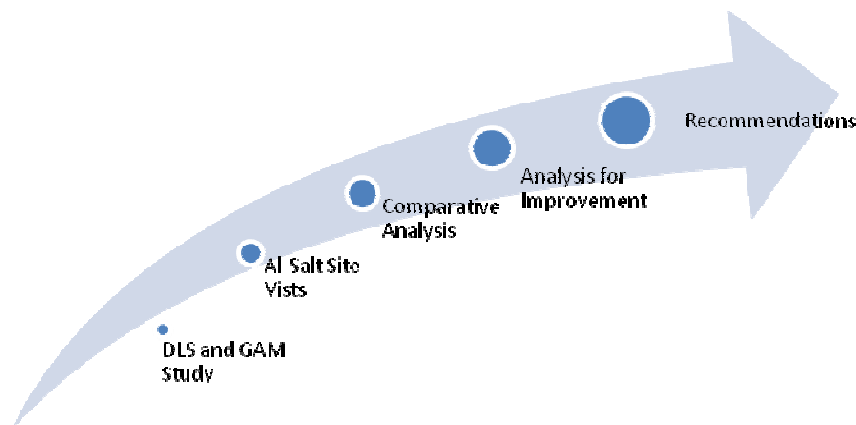 DLS and GAM
Study
Al Salt Site
Vists
Comparative
Analysis
Analysis for
Improvement
Recommendations